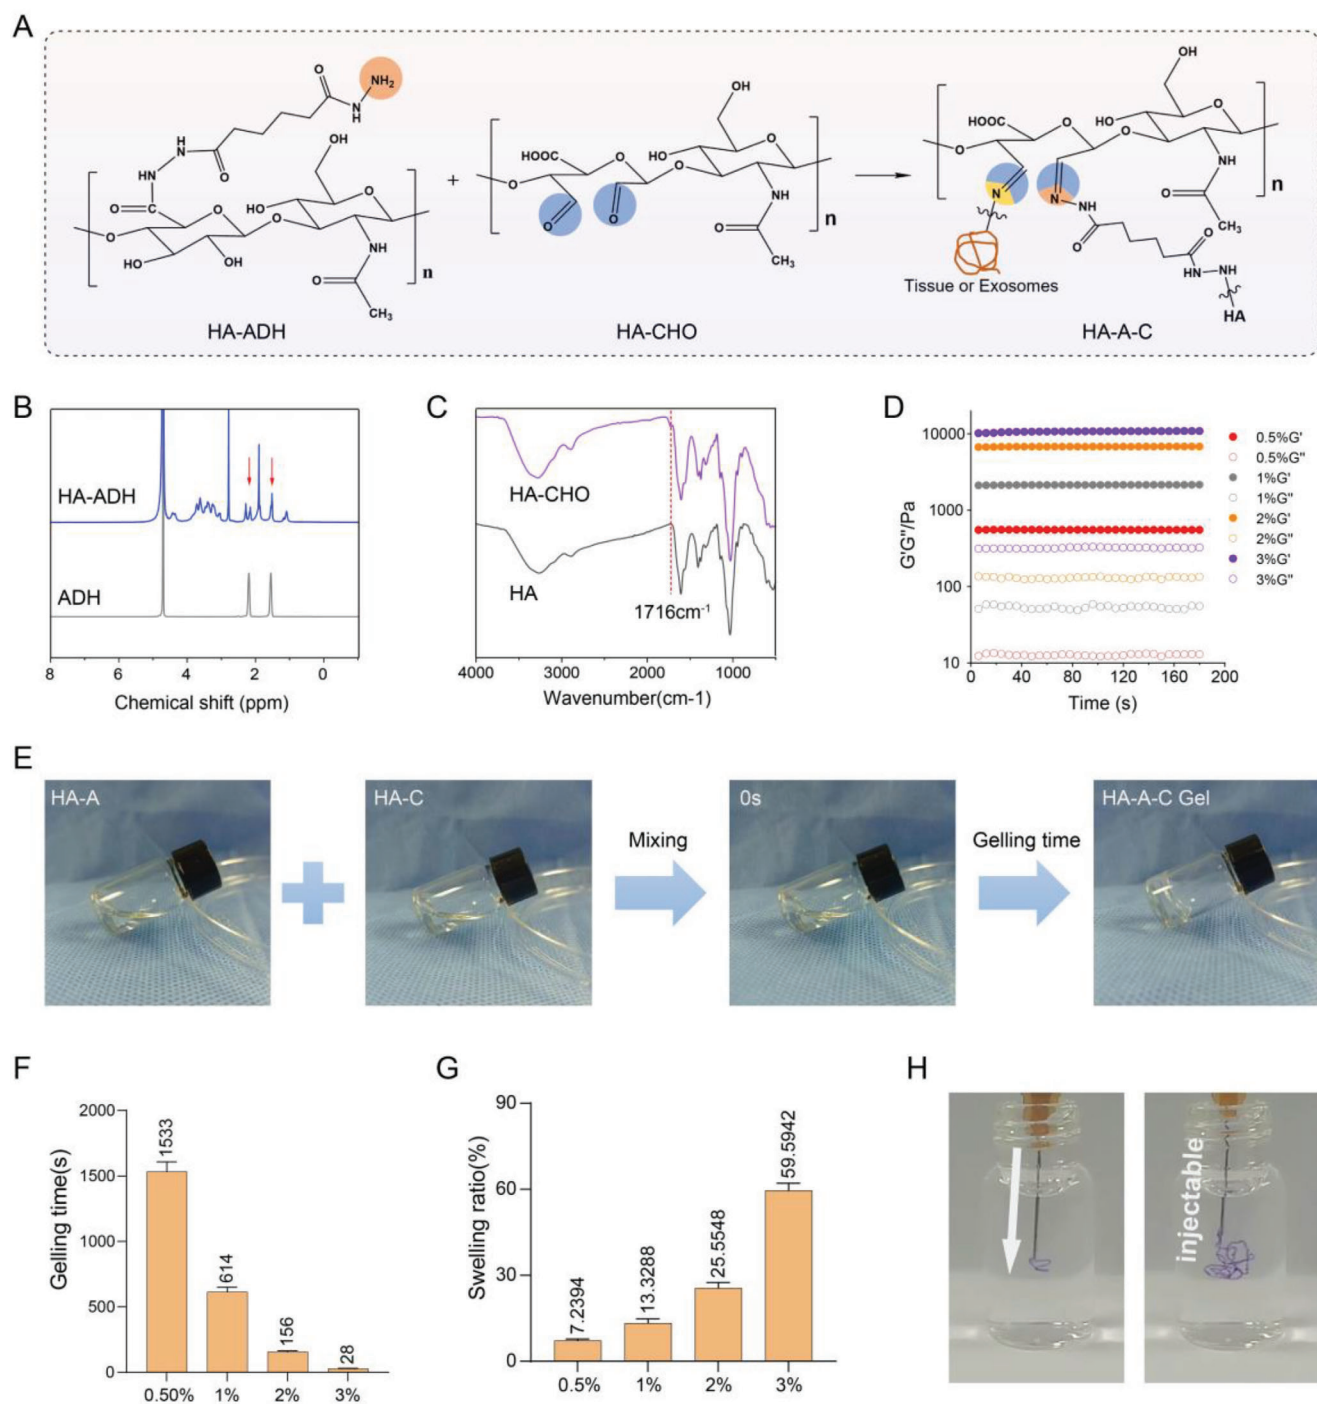 A
NH₂
O
NH
H
N
NH
O
HN
O
OH
O
O
HO
O
O
O
HO
OH
NH
O
CH₃
n
HA-ADH
+
OH
HOOC
O
HO
O
O
O
O
O
NH
O
CH₃
n
HA-CHO
OH
HOOC
O
HO
O
O
O
N
N
NH
NH
O
CH₃
n
O
O
HN
NH
HA
Tissue or Exosomes
HA-A-C
B
HA-ADH
ADH
8 6 4 2 0
Chemical shift (ppm)
C
HA-CHO
HA
1716cm⁻¹
4000 3000 2000 1000
Wavenumber(cm-1)
D
G'G"/Pa
10000
1000
100
10
0 40 80 120 160 200
Time (s)
0.5%G'
0.5%G"
1%G'
1%G"
2%G'
2%G"
3%G'
3%G"
E
HA-A
HA-C
Mixing
0s
Gelling time
HA-A-C Gel
F
Gelling time(s)
2000
1500
1000
500
0
1533
614
156
28
0.50% 1% 2% 3%
G
Swelling ratio(%)
90
60
30
0
7.2394
13.3288
25.5548
59.5942
0.5% 1% 2% 3%
H
injectable